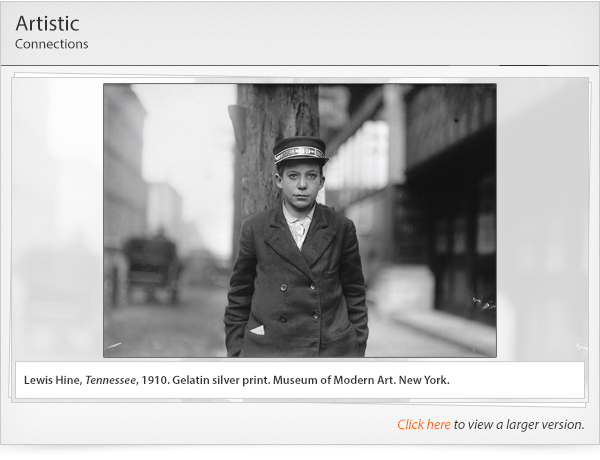 Artistic
Connections
Lewis Hine, Tennessee, 1910. Gelatin silver print. Museum of Modern Art. New York.
Click here to view a larger version.